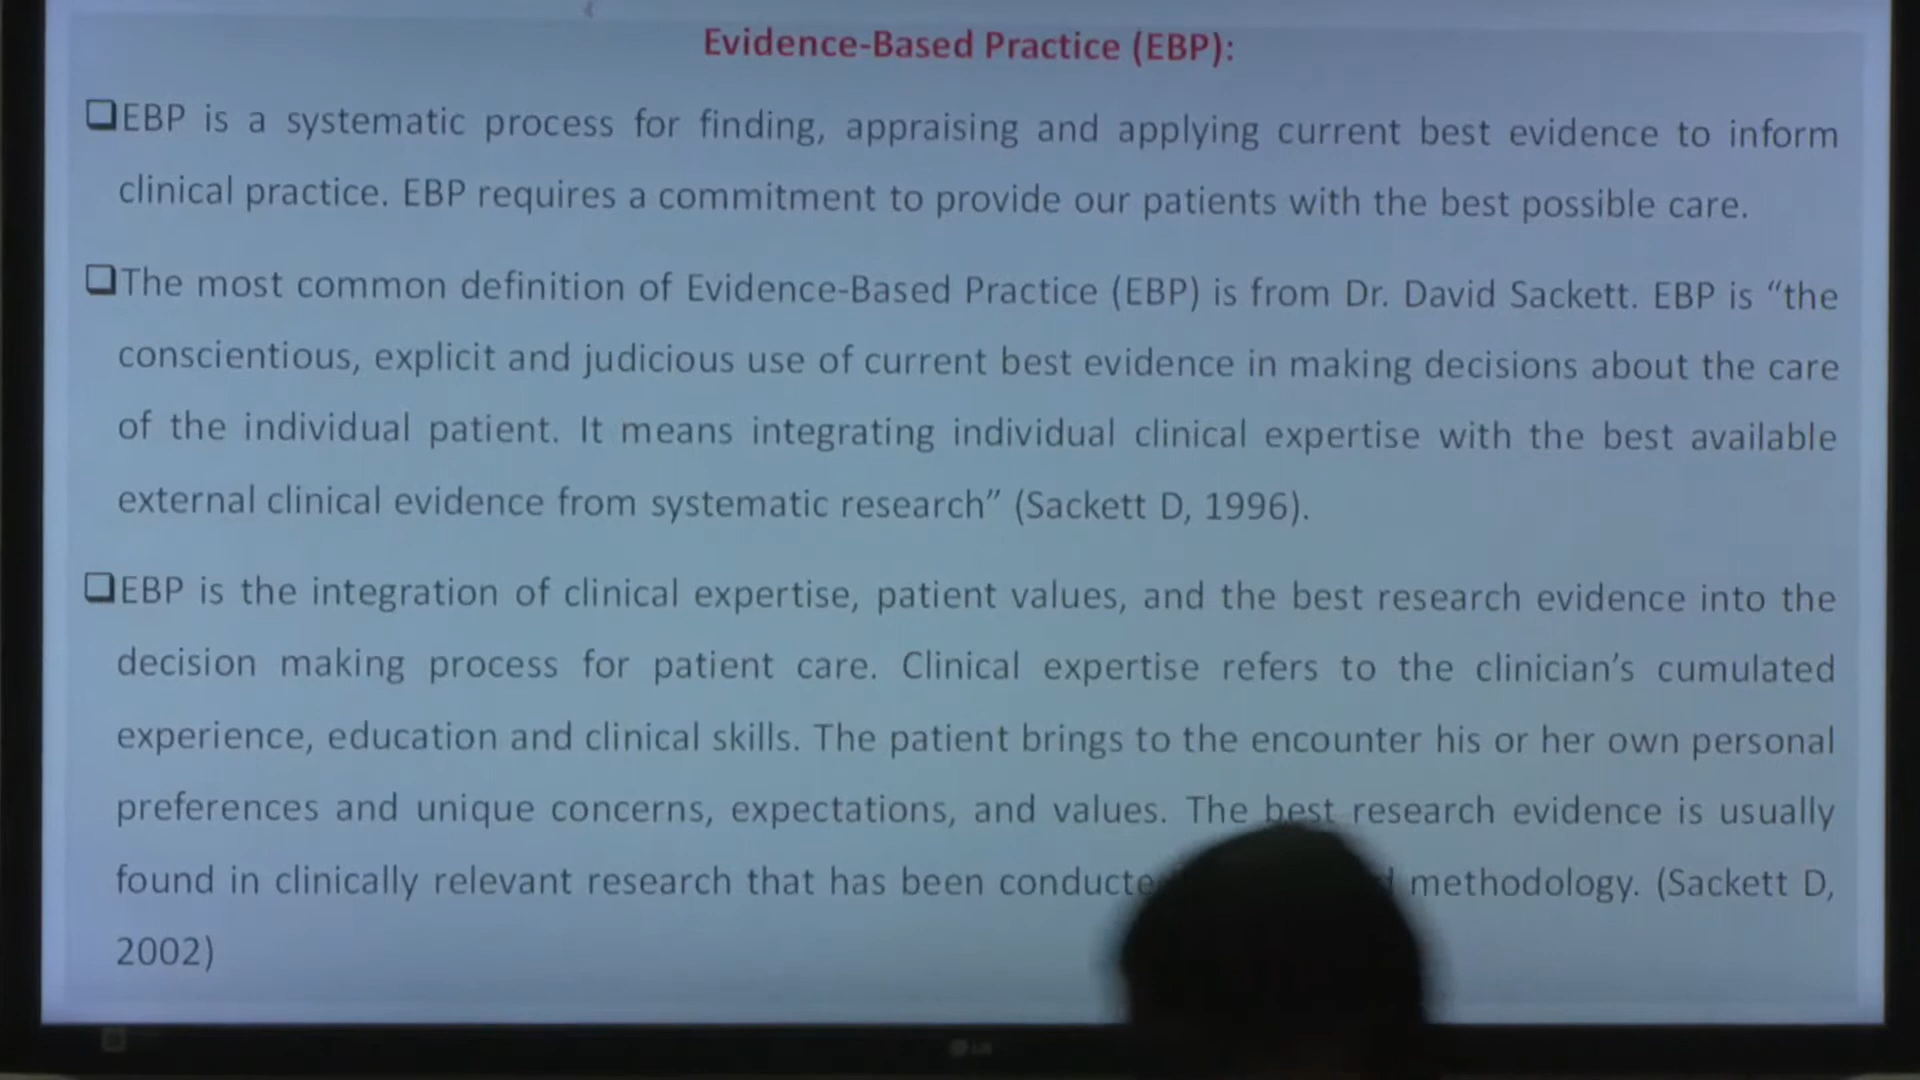 Evidence-Based Practice (EBP):
❑EBP is a systematic process for finding, appraising and applying current best evidence to inform
clinical practice. EBP requires a commitment to provide our patients with the best possible care.
❑The most common definition of Evidence-Based Practice (EBP) is from Dr. David Sackett. EBP is “the
conscientious, explicit and judicious use of current best evidence in making decisions about the care
of the individual patient. It means integrating individual clinical expertise with the best available
external clinical evidence from systematic research” (Sackett D, 1996).
❑EBP is the integration of clinical expertise, patient values, and the best research evidence into the
decision making process for patient care. Clinical expertise refers to the clinician’s cumulated
experience, education and clinical skills. The patient brings to the encounter his or her own personal
preferences and unique concerns, expectations, and values. The best research evidence is usually
found in clinically relevant research that has been methodology. (Sackett D,
2002)